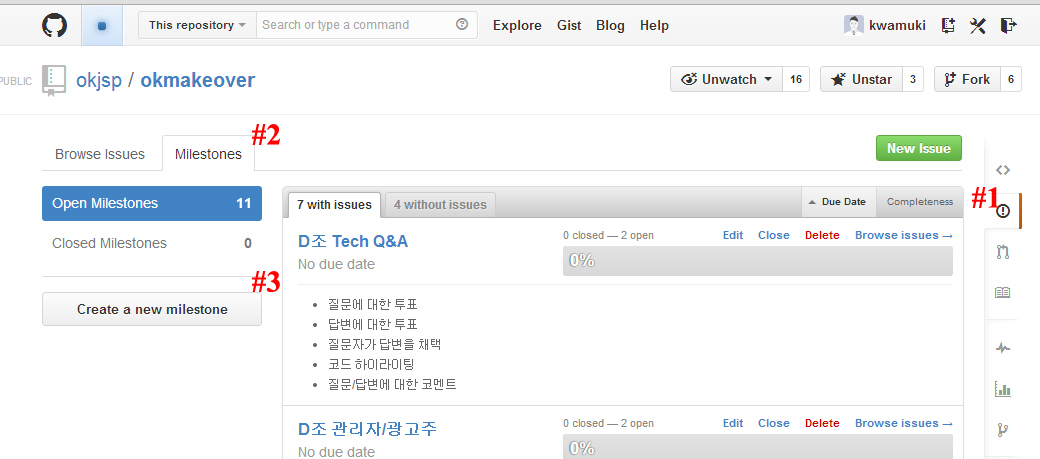 This repository Search or type a command Explore Gist Blog Help kwamuki
PUBLIC okjsp / okmakeover Unwatch 16 Unstar 3 Fork 6
#2
Browse Issues Milestones New Issue
#1
Open Milestones 11
Closed Milestones 0
#3
Create a new milestone
7 with issues 4 without issues Due Date Completeness
D조 Tech Q&A 0 closed — 2 open Edit Close Delete Browse issues →
No due date 0%
• 질문에 대한 투표
• 답변에 대한 투표
• 질문자가 답변을 채택
• 코드 하이라이팅
• 질문/답변에 대한 코멘트
D조 관리자/광고주 0 closed — 2 open Edit Close Delete Browse issues →
No due date 0%